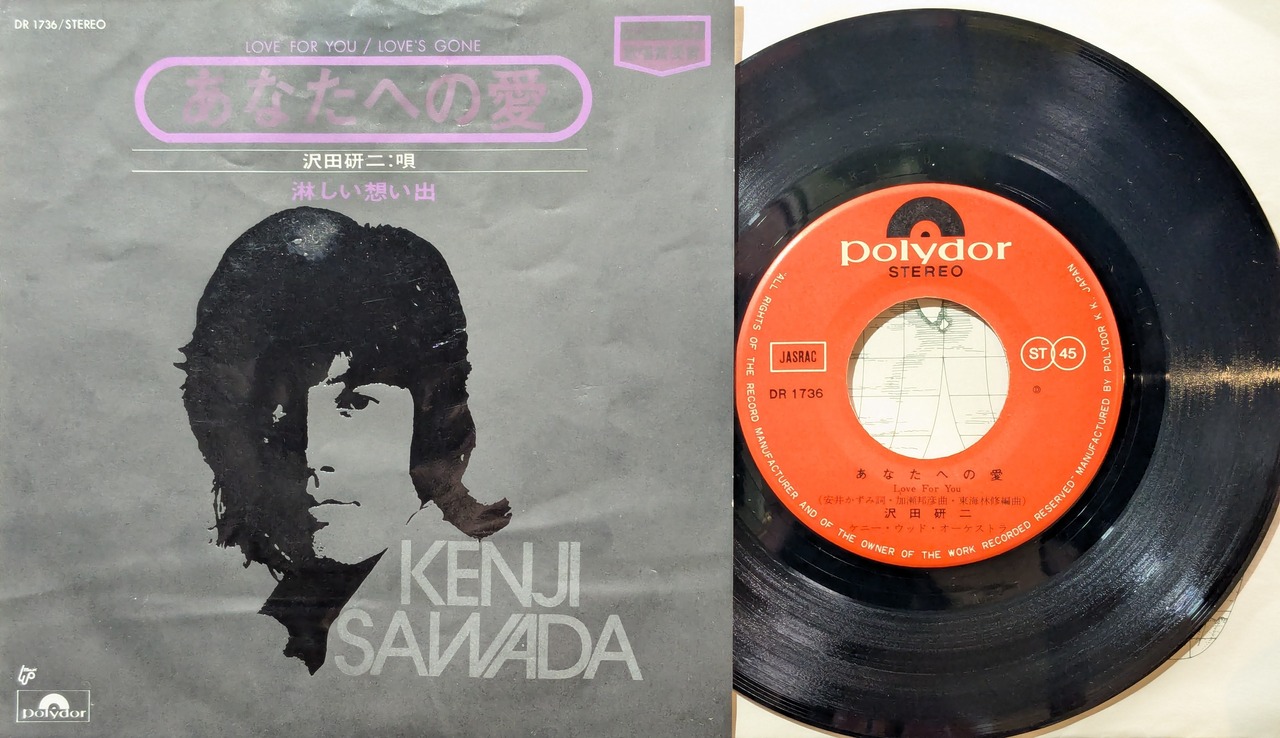 DR 1736/STEREO
LOVE FOR YOU / LOVE'S GONE
あなたへの愛
沢田研二:唄
淋しい想い出
KENJI
SAWADA
polydor
polydor
STEREO
JASRAC
ST 45
DR 1736
あなたへの愛
Love For You
(安井かずみ詞・加瀬邦彦曲・東海林修編曲)
沢田研二
ケニー・ウッド・オーケストラ
"ALL RIGHTS OF THE RECORD MANUFACTURER AND OF THE OWNER OF THE WORK RECORDED RESERVED" MANUFACTURED BY POLYDOR K.K. JAPAN